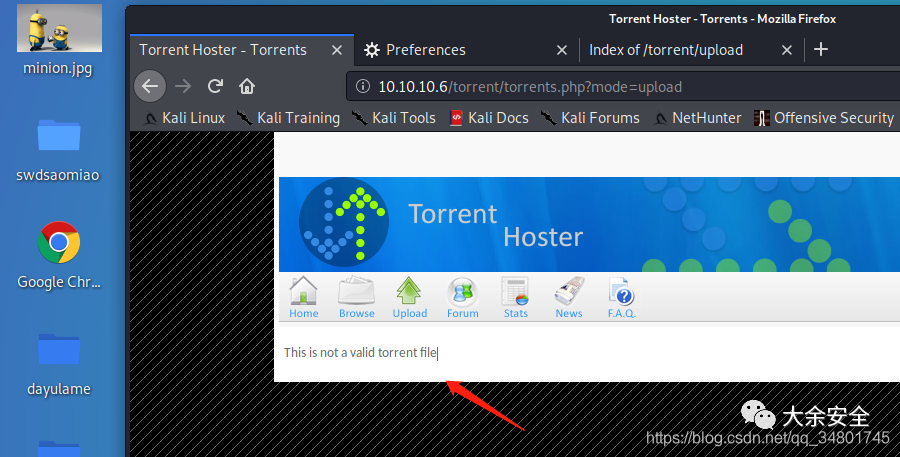 Torrent Hoster - Torrents - Mozilla Firefox
minion.jpg
Torrent Hoster - Torrents
Preferences
Index of /torrent/upload
10.10.10.6/torrent/torrents.php?mode=upload
Kali Linux
Kali Training
Kali Tools
Kali Docs
Kali Forums
NetHunter
Offensive Security
swdsaomiao
Google Chr...
Torrent
Hoster
Home
Browse
Upload
Forum
Stats
News
F.A.Q.
This is not a valid torrent file
dayulame
大余安全
https://blog.csdn.net/qq_34801745